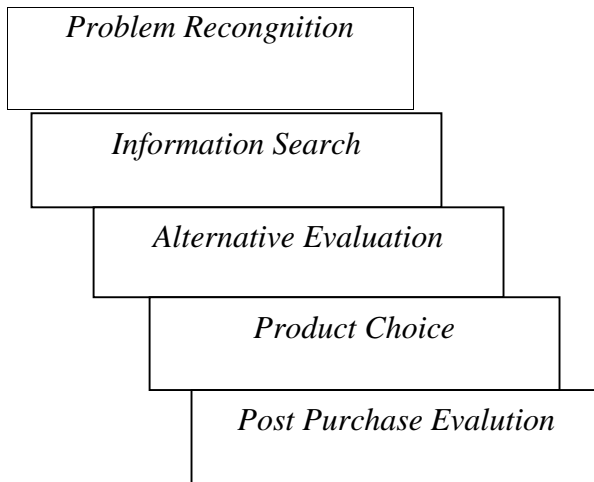 Problem Recongnition
Information Search
Alternative Evaluation
Product Choice
Post Purchase Evalution